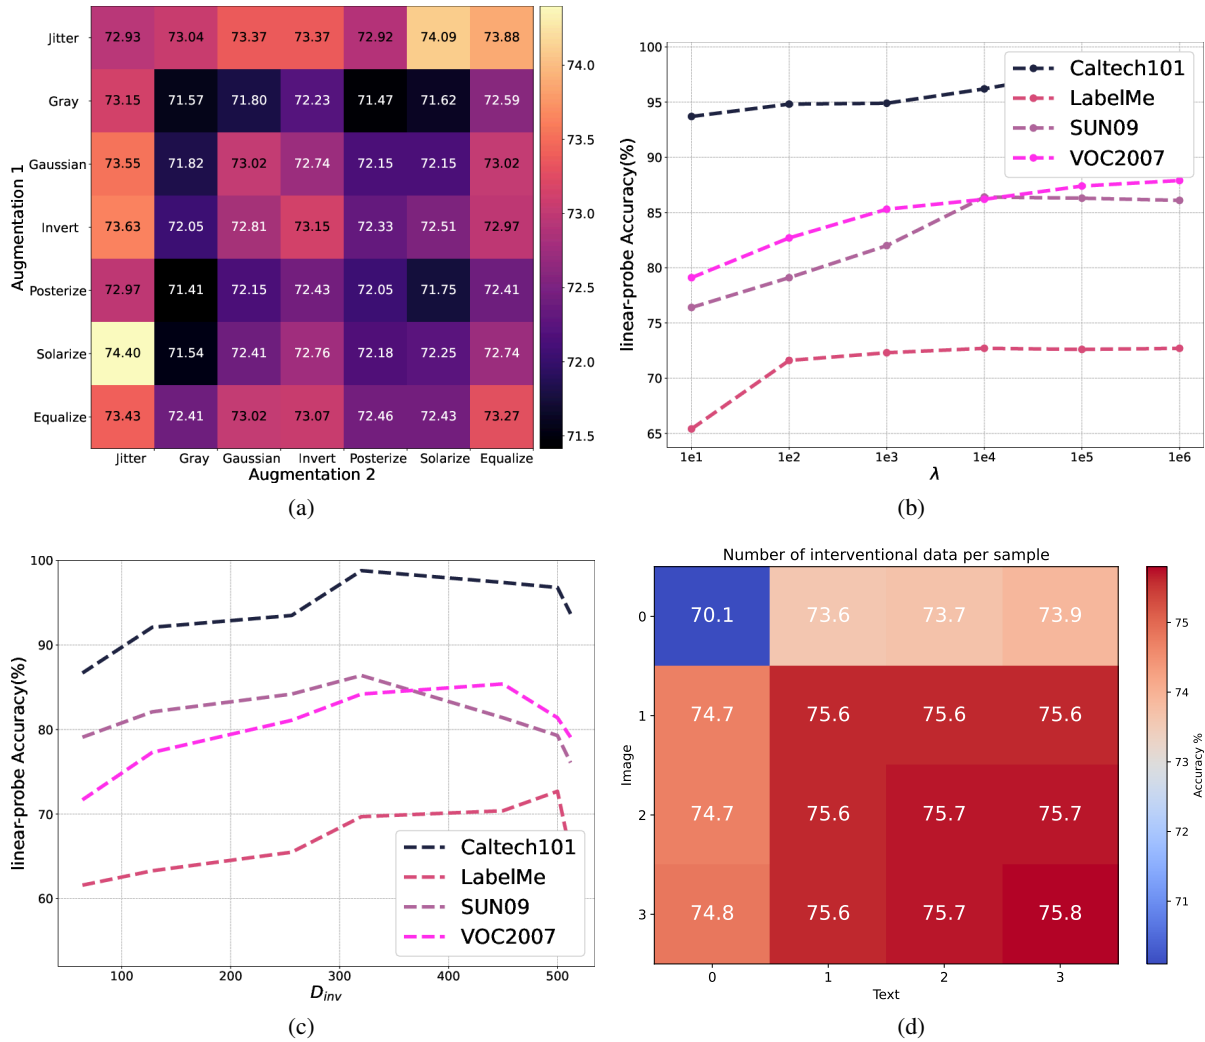 Jitter 72.93 73.04 73.37 73.37 72.92 74.09 73.88
Gray 73.15 71.57 71.80 72.23 71.47 71.62 72.59
Gaussian 73.55 71.82 73.02 72.74 72.15 72.15 73.02
Invert 73.63 72.05 72.81 73.15 72.33 72.51 72.97
Posterize 72.97 71.41 72.15 72.43 72.05 71.75 72.41
Solarize 74.40 71.54 72.41 72.76 72.18 72.25 72.74
Equalize 73.43 72.41 73.02 73.07 72.46 72.43 73.27
Jitter Gray Gaussian Invert Posterize Solarize Equalize
Augmentation 1
Augmentation 2
74.0
73.5
73.0
72.5
72.0
71.5
(a)
100
95
90
85
80
75
70
65
linear-probe Accuracy(%)
Caltech101
LabelMe
SUN09
VOC2007
1e1 1e2 1e3 1e4 1e5 1e6
λ
(b)
100
90
80
70
60
linear-probe Accuracy(%)
Caltech101
LabelMe
SUN09
VOC2007
100 200 300 400 500
D_inv
(c)
Number of interventional data per sample
0 70.1 73.6 73.7 73.9
1 74.7 75.6 75.6 75.6
2 74.7 75.6 75.7 75.7
3 74.8 75.6 75.7 75.8
0 1 2 3
Image
Text
75
74
73
72
71
Accuracy %
(d)